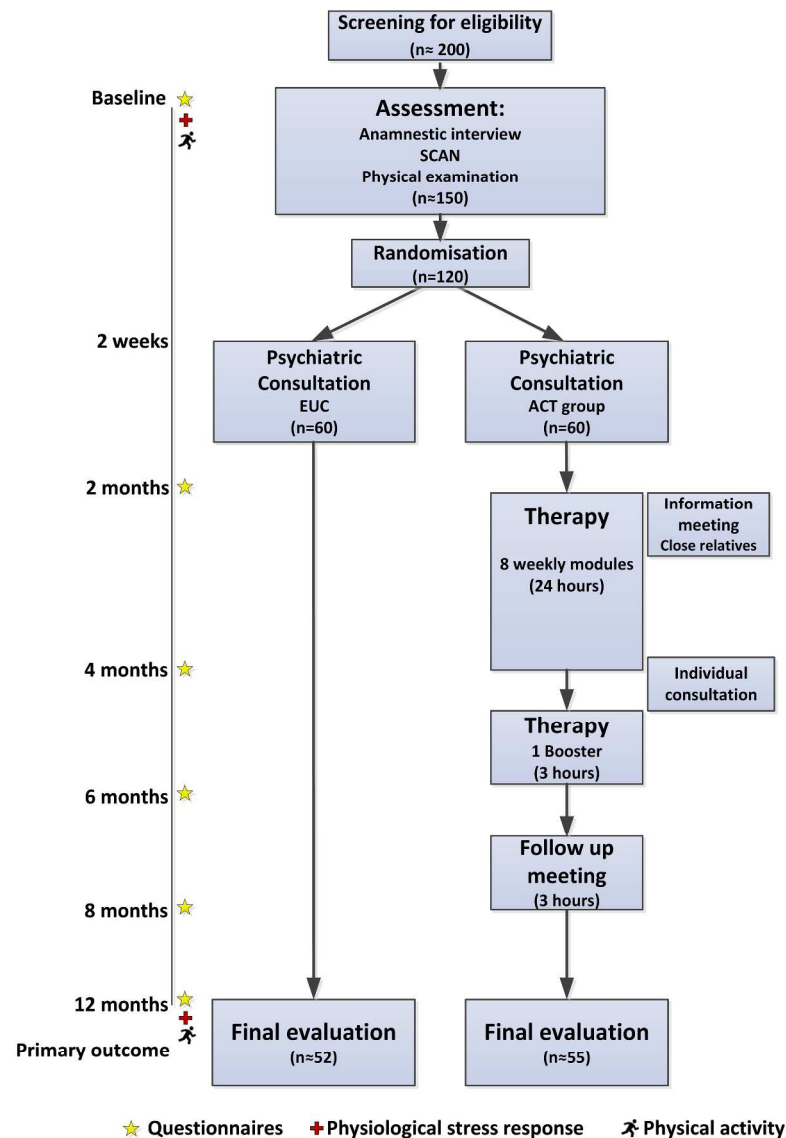 Screening for eligibility
(n≈ 200)
Baseline
Assessment:
Anamnestic interview
SCAN
Physical examination
(n≈150)
Randomisation
(n=120)
2 weeks
Psychiatric
Consultation
EUC
(n=60)
Psychiatric
Consultation
ACT group
(n=60)
2 months
Therapy
8 weekly modules
(24 hours)
Information
meeting
Close relatives
4 months
Individual
consultation
Therapy
1 Booster
(3 hours)
6 months
Follow up
meeting
(3 hours)
8 months
12 months
Primary outcome
Final evaluation
(n≈52)
Final evaluation
(n≈55)
Questionnaires
Physiological stress response
Physical activity